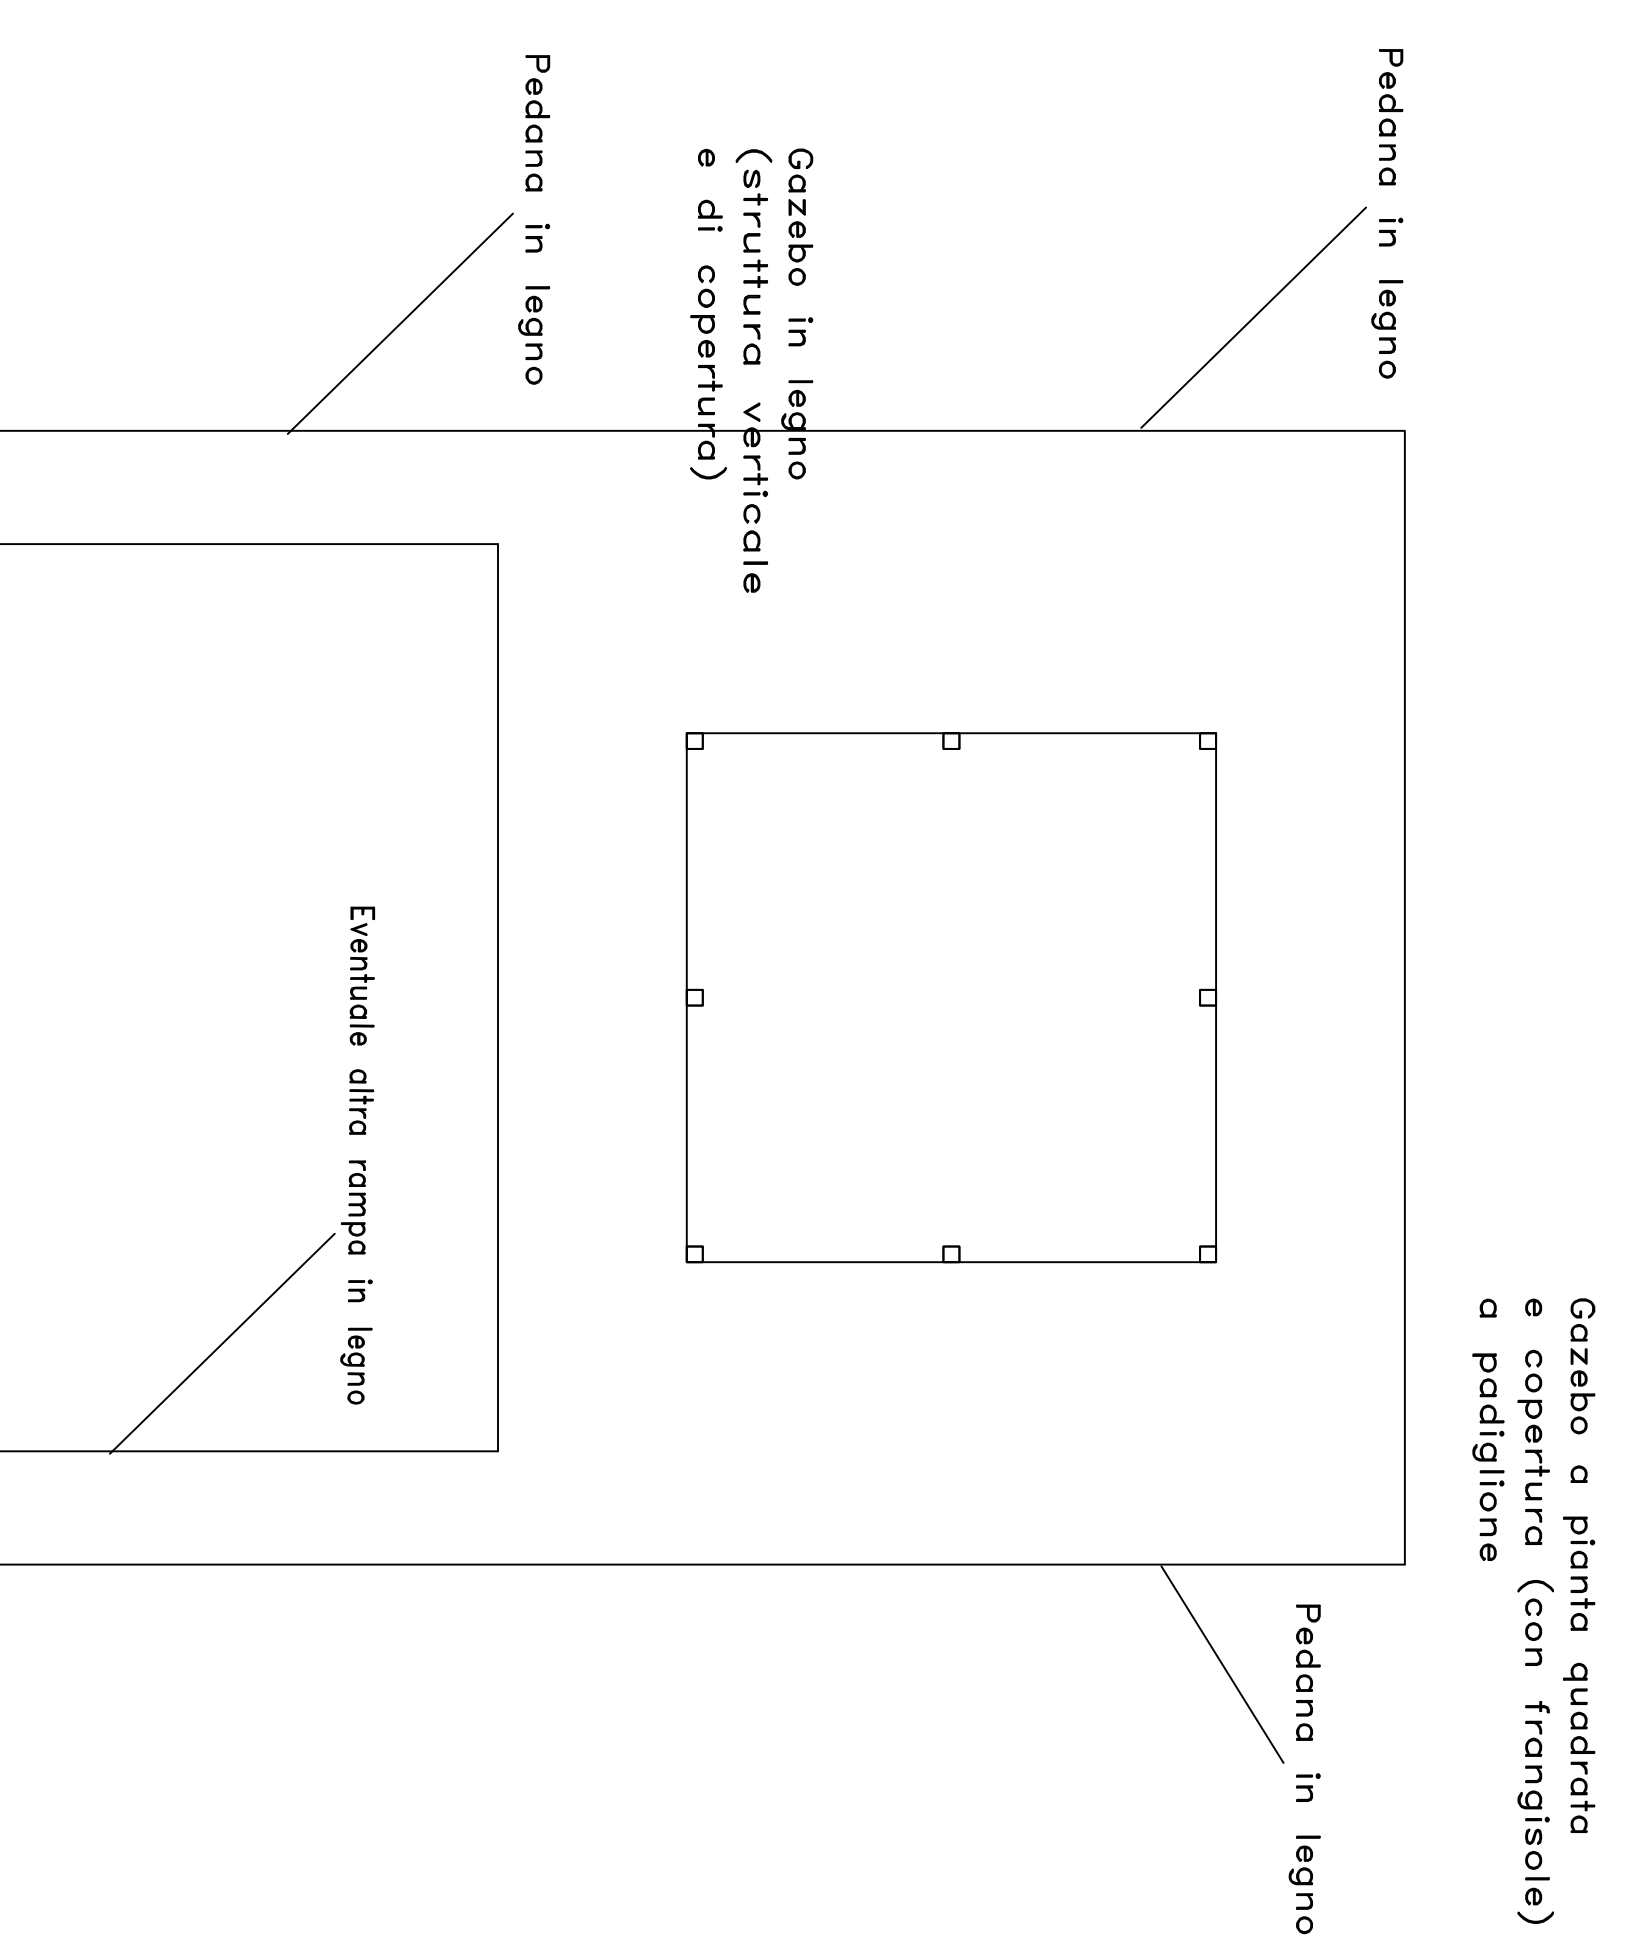 Gazebo a pianta quadrata
e copertura (con frangisole)
a padiglione
Pedana in legno
Pedana in legno
Gazebo in legno
(struttura verticale
e di copertura)
Pedana in legno
Eventuale altra rampa in legno